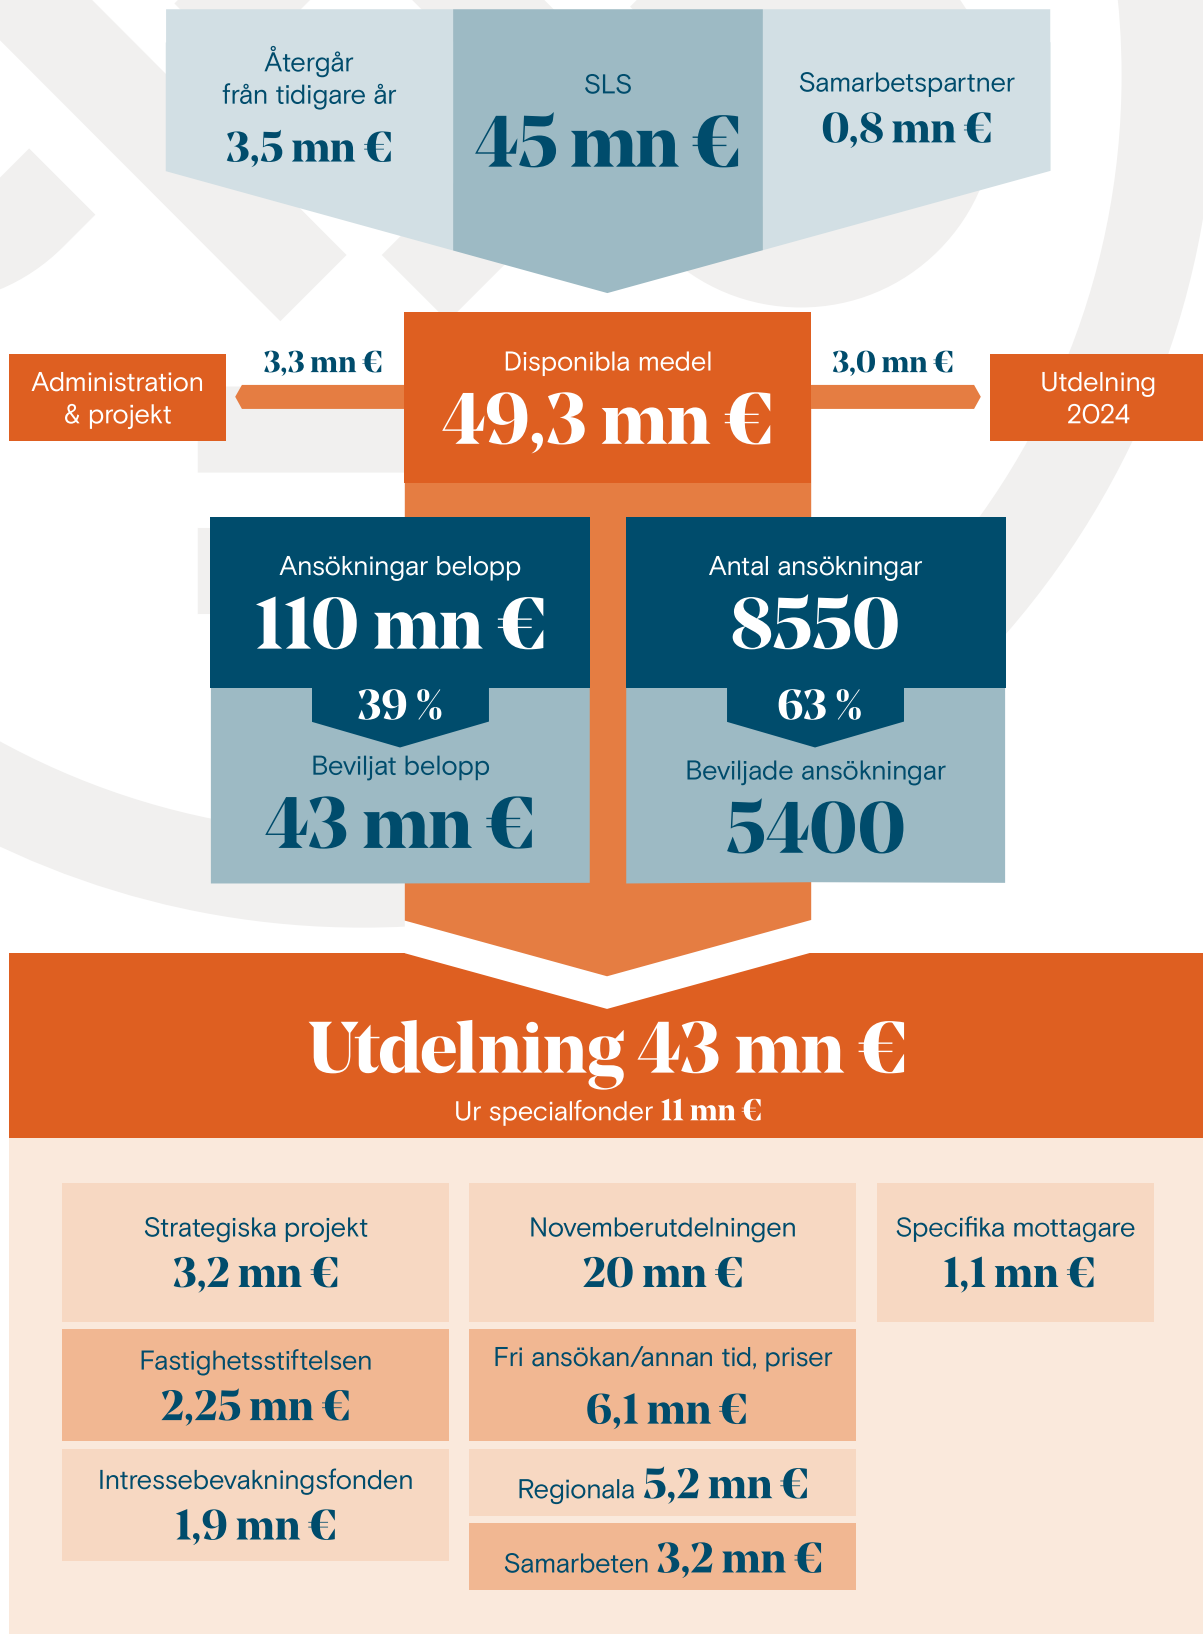 Återgår
från tidigare år
3,5 mn €
SLS
45 mn €
Samarbetspartner
0,8 mn €
Administration
& projekt
3,3 mn €
Disponibla medel
49,3 mn €
3,0 mn €
Utdelning
2024
Ansökningar belopp
110 mn €
39 %
Beviljat belopp
43 mn €
Antal ansökningar
8550
63 %
Beviljade ansökningar
5400
Utdelning 43 mn €
Ur specialfonder 11 mn €
Strategiska projekt
3,2 mn €
Fastighetsstiftelsen
2,25 mn €
Intressebevakningsfonden
1,9 mn €
Novemberutdelningen
20 mn €
Fri ansökan/annan tid, priser
6,1 mn €
Regionala 5,2 mn €
Samarbeten 3,2 mn €
Specifika mottagare
1,1 mn €